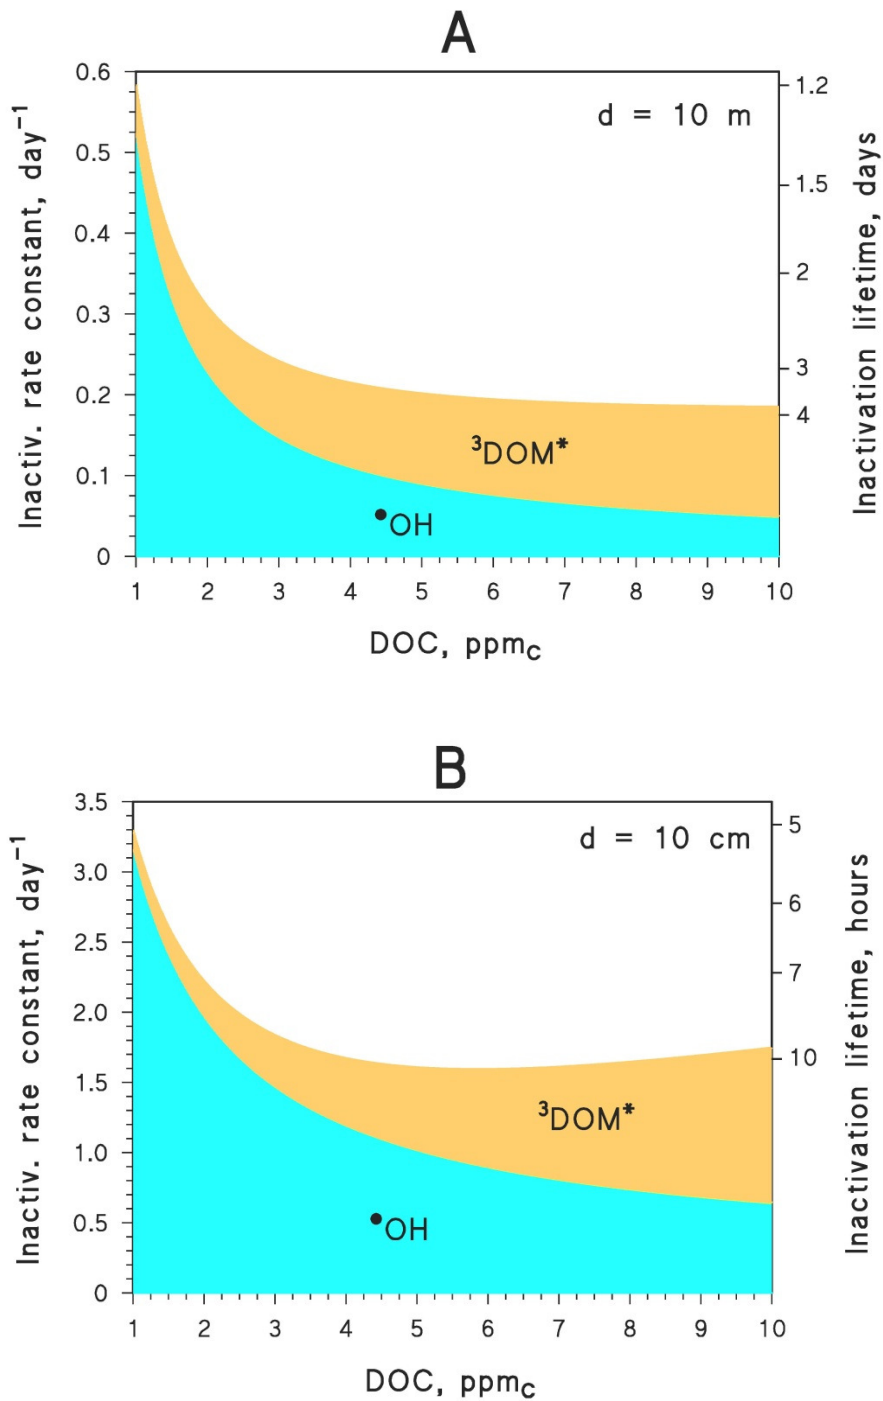 A
d = 10 m
Inactiv. rate constant, day⁻¹
0.6
0.5
0.4
0.3
0.2
0.1
0
1.2
1.5
2
3
4
Inactivation lifetime, days
³DOM*
•OH
1 2 3 4 5 6 7 8 9 10
DOC, ppmC
B
d = 10 cm
Inactiv. rate constant, day⁻¹
3.5
3.0
2.5
2.0
1.5
1.0
0.5
0
5
6
7
10
Inactivation lifetime, hours
³DOM*
•OH
1 2 3 4 5 6 7 8 9 10
DOC, ppmC